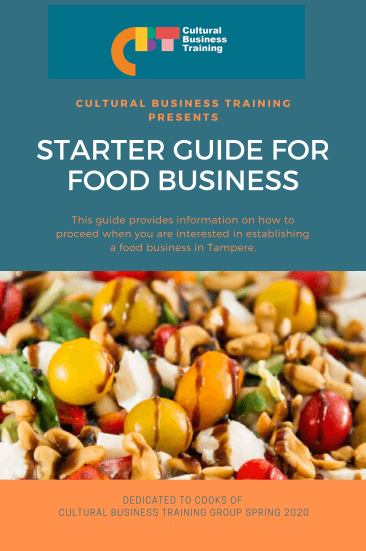 Cultural
Business
Training
CULTURAL BUSINESS TRAINING
PRESENTS
STARTER GUIDE FOR
FOOD BUSINESS
This guide provides information on how to
proceed when you are interested in establishing
a food business in Tampere.
DEDICATED TO COOKS OF
CULTURAL BUSINESS TRAINING GROUP SPRING 2020